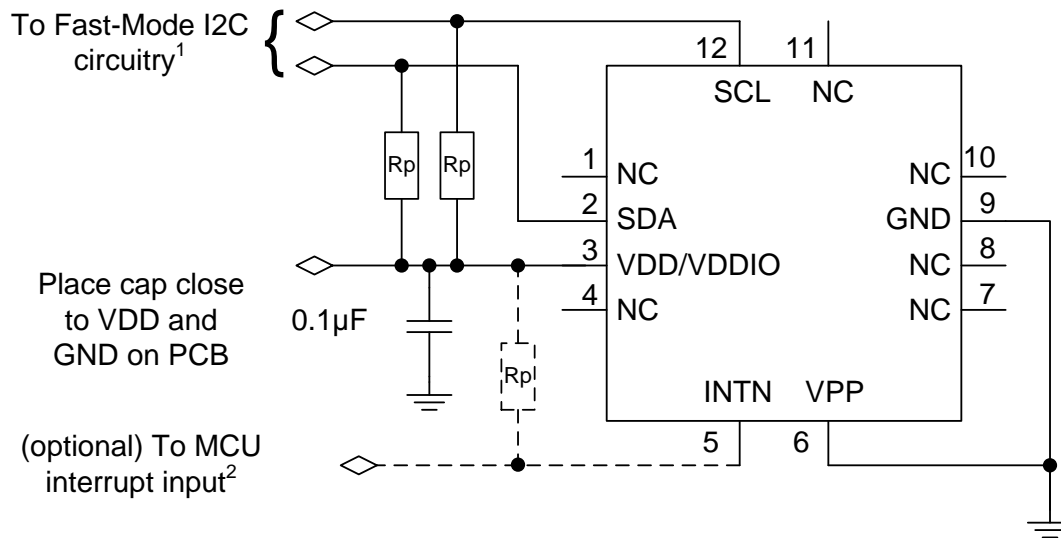 To Fast-Mode I2C
circuitry1
{
12
11
SCL
NC
Rp
Rp
1
NC
10
NC
2
SDA
9
GND
3
VDD/VDDIO
8
NC
4
NC
7
NC
Place cap close
to VDD and
GND on PCB
0.1µF
Rp
INTN
VPP
5
6
(optional) To MCU
interrupt input2